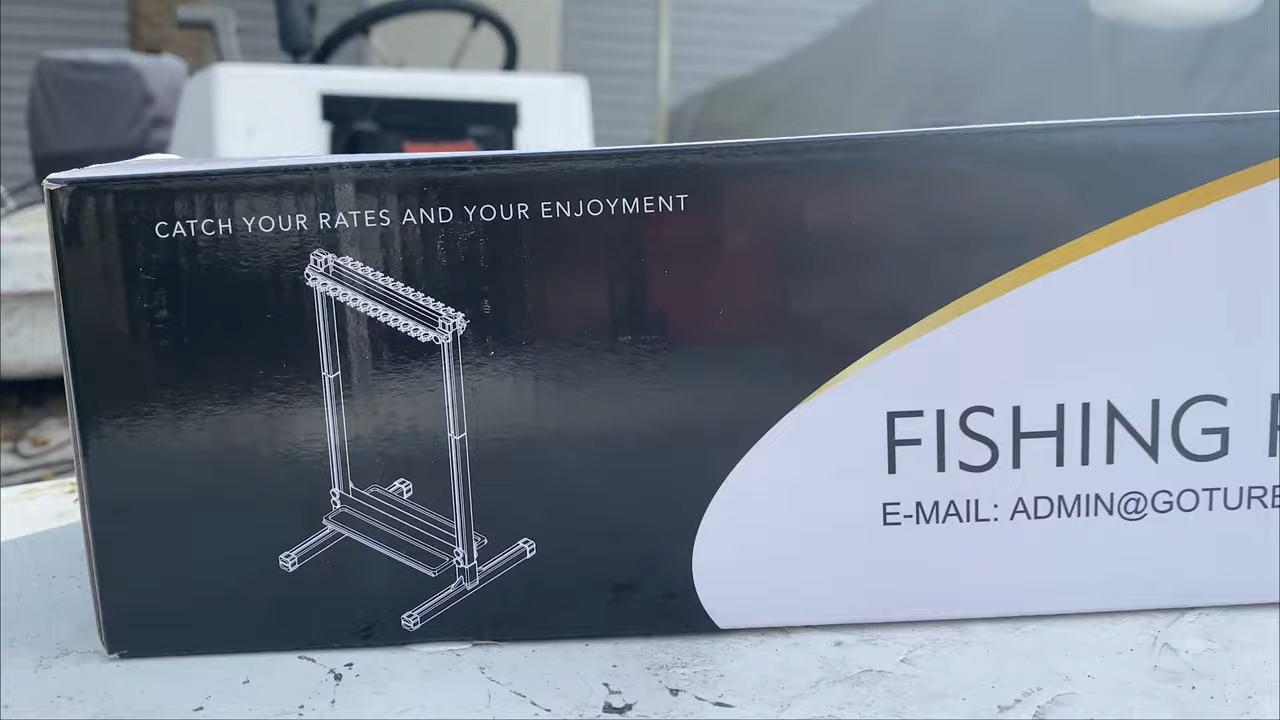 CATCH YOUR RATES AND YOUR ENJOYMENT
FISHING
E-MAIL: ADMIN@GOTURE